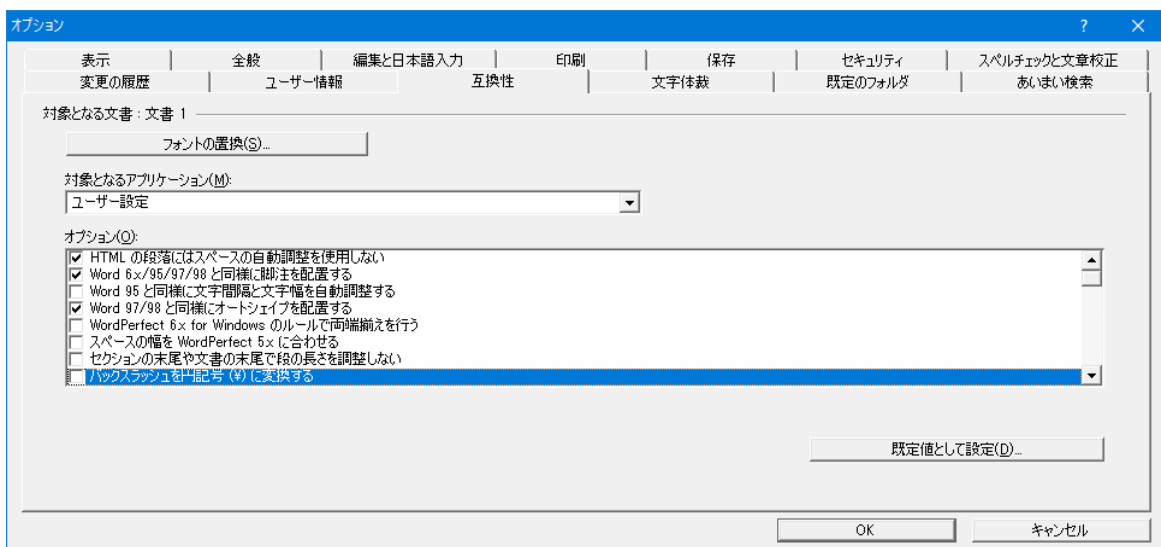 オプション
? ×
表示 全般 編集と日本語入力 印刷 保存 セキュリティ スペルチェックと文章校正
変更の履歴 ユーザー情報 互換性 文字体裁 既定のフォルダ あいまい検索
対象となる文書 : 文書 1
フォントの置換(S)...
対象となるアプリケーション(M):
ユーザー設定
オプション(O):
HTML の段落にはスペースの自動調整を使用しない
Word 6.x/95/97/98 と同様に脚注を配置する
Word 95 と同様に文字間隔と文字幅を自動調整する
Word 97/98 と同様にオートシェイプを配置する
WordPerfect 6.x for Windows のルールで両端揃えを行う
スペースの幅を WordPerfect 5.x に合わせる
セクションの末尾や文書の末尾で段の長さを調整しない
バックスラッシュを円記号 (¥) に変換する
既定値として設定(D)...
OK キャンセル